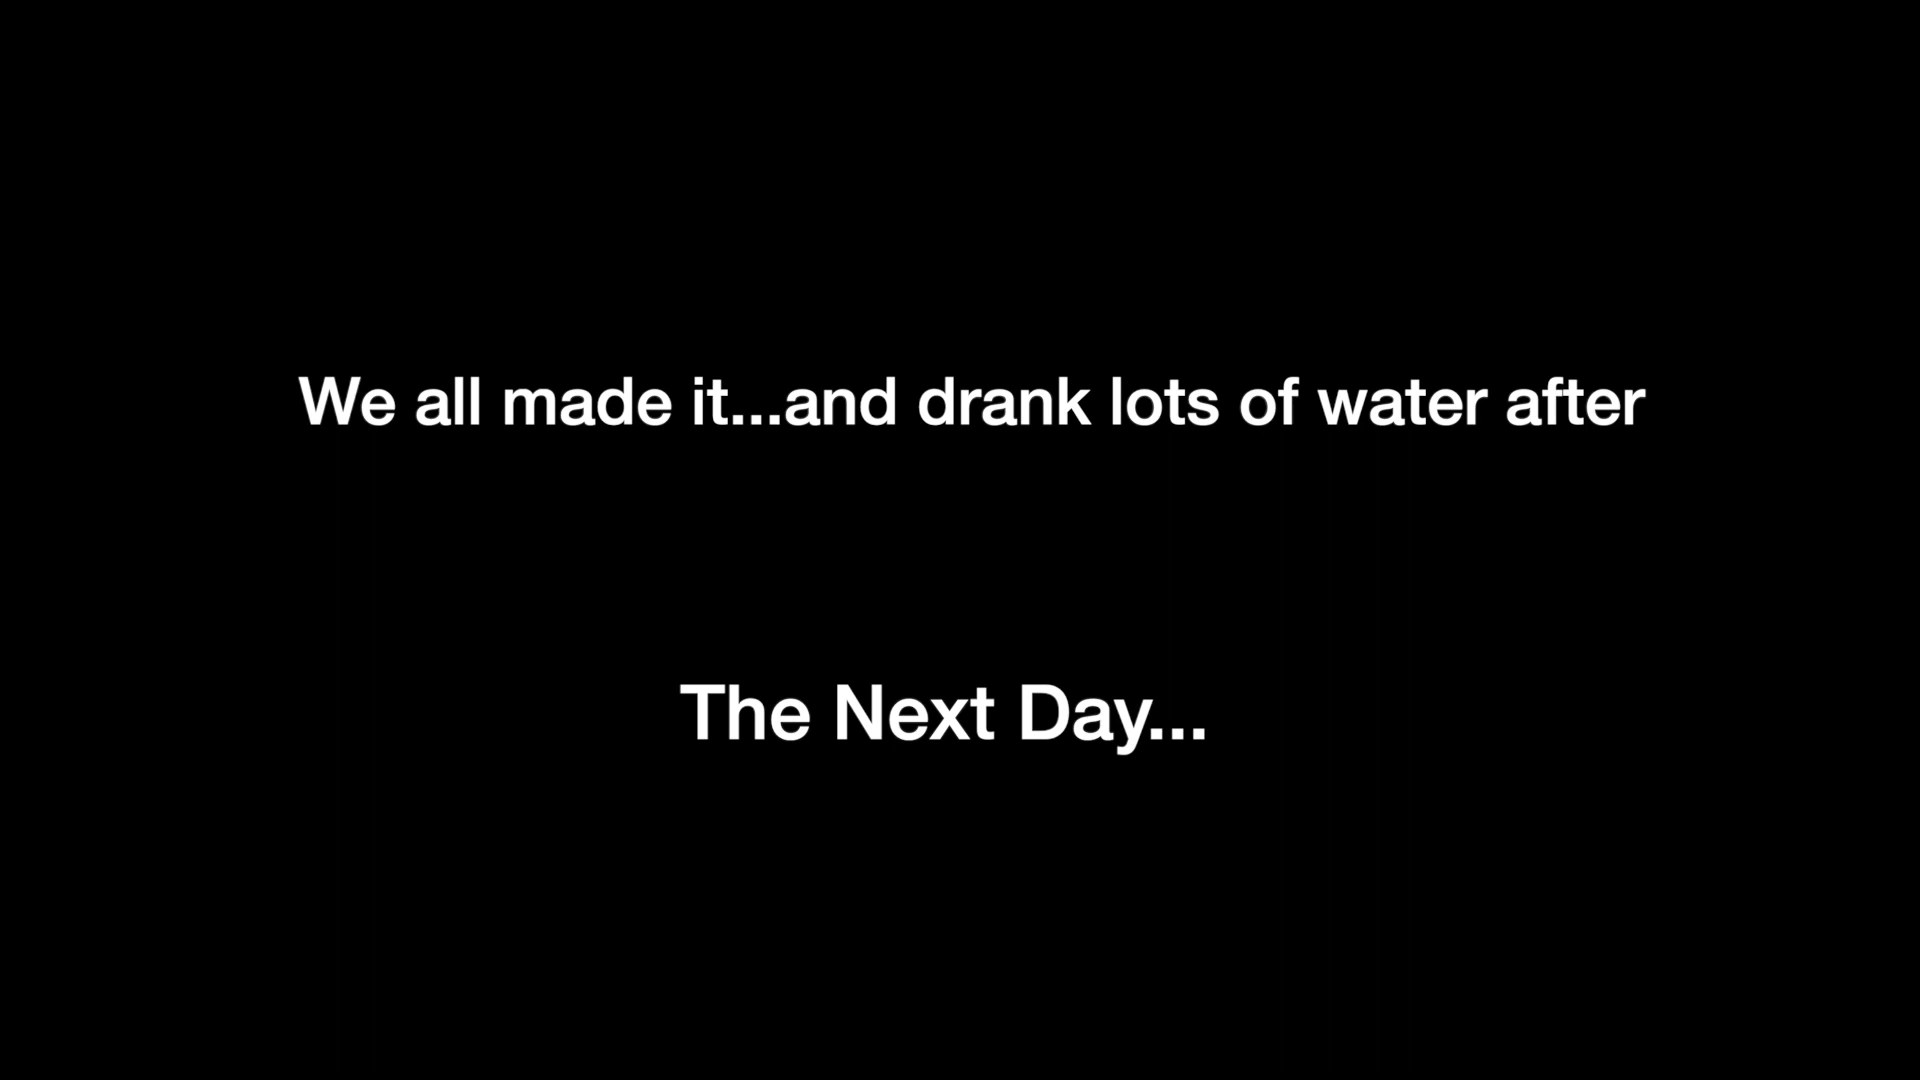 We all made it...and drank lots of water after
The Next Day...